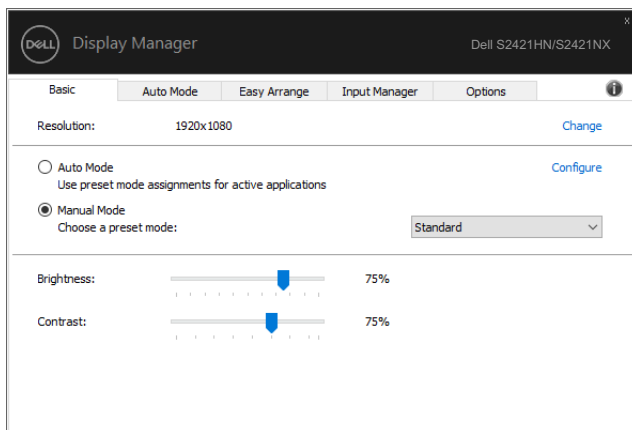 x
DELL Display Manager Dell S2421HN/S2421NX
Basic Auto Mode Easy Arrange Input Manager Options i
Resolution: 1920x1080 Change
Auto Mode Configure
Use preset mode assignments for active applications
Manual Mode
Choose a preset mode: Standard
Brightness: 75%
Contrast: 75%